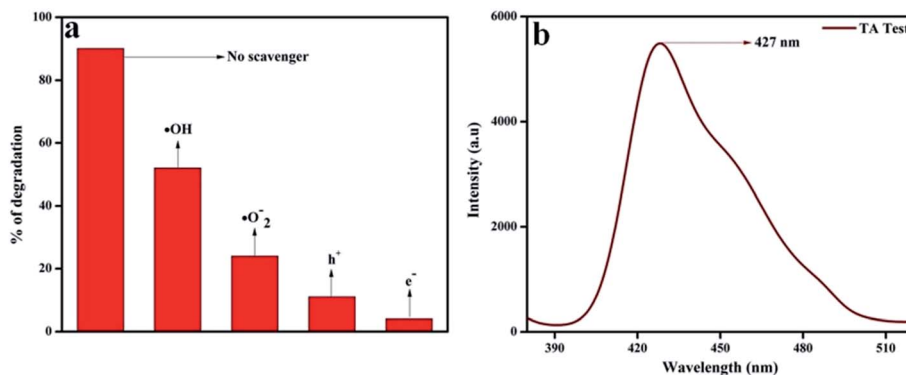 a
100
80
60
40
20
0
% of degradation
No scavenger
•OH
•O⁻₂
h⁺
e⁻
b
6000
4000
2000
0
Intensity (a.u)
TA Test
427 nm
390 420 450 480 510
Wavelength (nm)